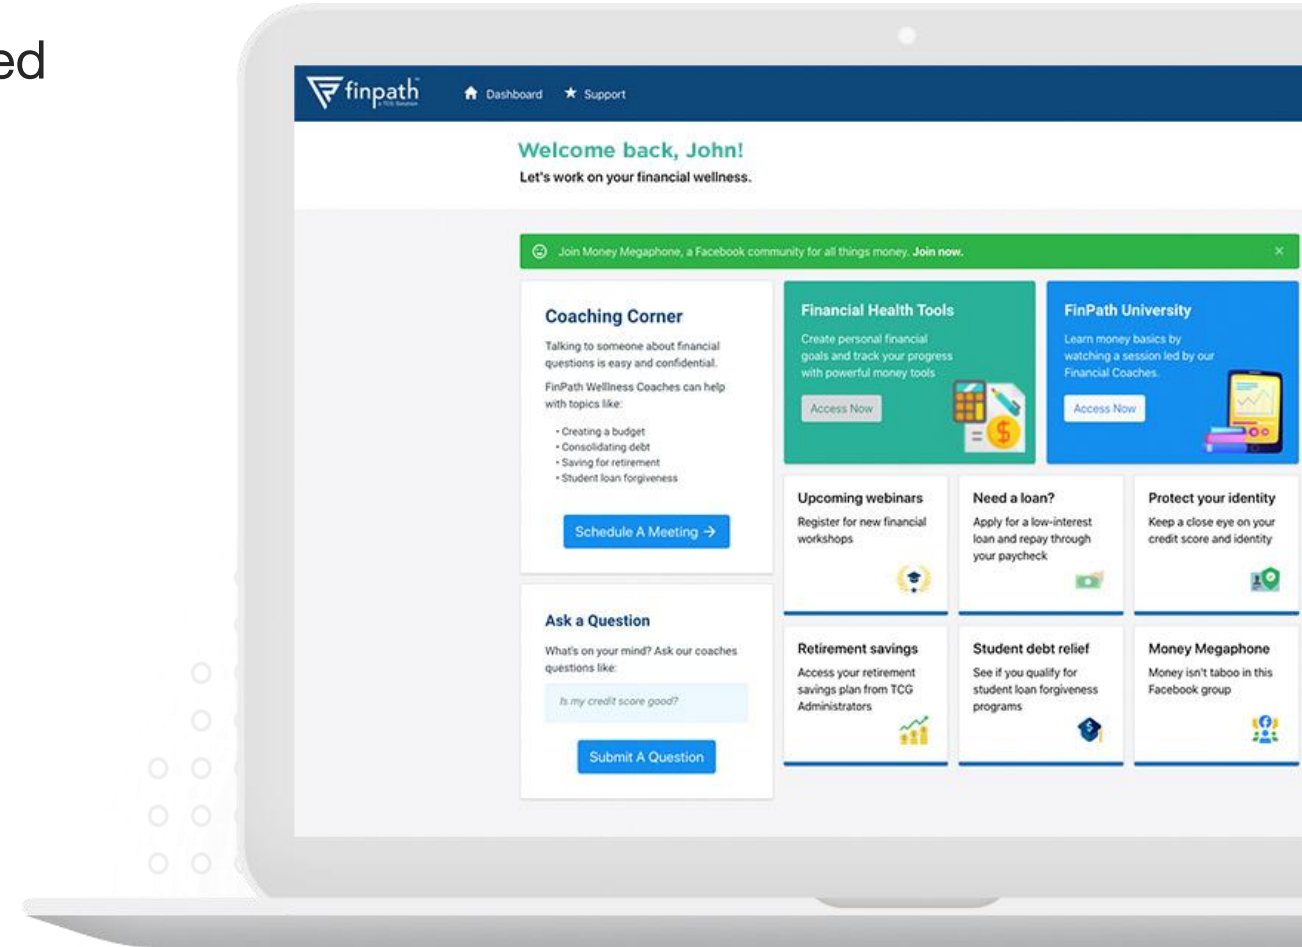 ed
finpath
a TCG Solution
Dashboard
Support
Welcome back, John!
Let's work on your financial wellness.
Join Money Megaphone, a Facebook community for all things money. Join now.
Coaching Corner
Talking to someone about financial
questions is easy and confidential.
FinPath Welllness Coaches can help
with topics like:
• Creating a budget
• Consolidating debt
• Saving for retirement
• Student loan forgiveness
Schedule A Meeting →
Ask a Question
What's on your mind? Ask our coaches
questions like:
Is my credit score good?
Submit A Question
Financial Health Tools
Create personal financial
goals and track your progress
with powerful money tools
Access Now
FinPath University
Learn money basics by
watching a session led by our
Financial Coaches.
Access Now
Upcoming webinars
Register for new financial
workshops
Need a loan?
Apply for a low-interest
loan and repay through
your paycheck
Protect your identity
Keep a close eye on your
credit score and identity
Retirement savings
Access your retirement
savings plan from TCG
Administrators
Student debt relief
See if you qualify for
student loan forgiveness
programs
Money Megaphone
Money isn't taboo in this
Facebook group